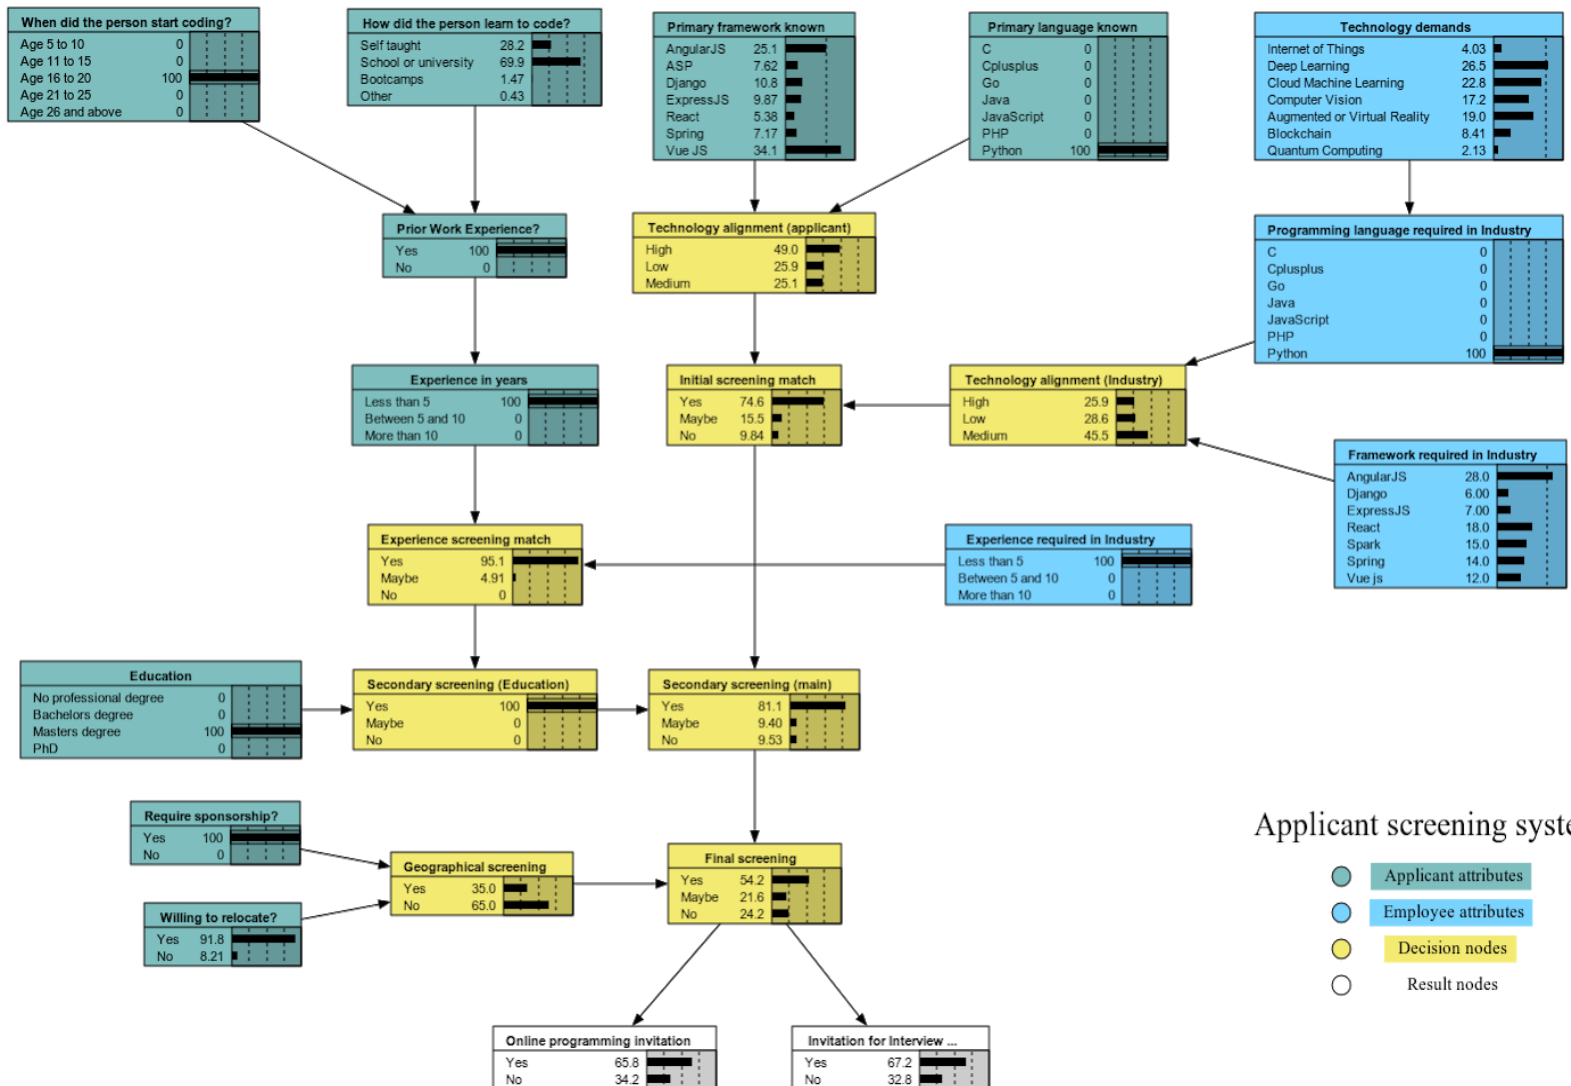 When did the person start coding?
Age 5 to 10 0
Age 11 to 15 0
Age 16 to 20 100
Age 21 to 25 0
Age 26 and above 0
How did the person learn to code?
Self taught 28.2
School or university 69.9
Bootcamps 1.47
Other 0.43
Primary framework known
AngularJS 25.1
ASP 7.62
Django 10.8
ExpressJS 9.87
React 5.38
Spring 7.17
Vue JS 34.1
Primary language known
C 0
Cplusplus 0
Go 0
Java 0
JavaScript 0
PHP 0
Python 100
Technology demands
Internet of Things 4.03
Deep Learning 26.5
Cloud Machine Learning 22.8
Computer Vision 17.2
Augmented or Virtual Reality 19.0
Blockchain 8.41
Quantum Computing 2.13
Prior Work Experience?
Yes 100
No 0
Technology alignment (applicant)
High 49.0
Low 25.9
Medium 25.1
Programming language required in Industry
C 0
Cplusplus 0
Go 0
Java 0
JavaScript 0
PHP 0
Python 100
Experience in years
Less than 5 100
Between 5 and 10 0
More than 10 0
Initial screening match
Yes 74.6
Maybe 15.5
No 9.84
Technology alignment (Industry)
High 25.9
Low 28.6
Medium 45.5
Framework required in Industry
AngularJS 28.0
Django 6.00
ExpressJS 7.00
React 18.0
Spark 15.0
Spring 14.0
Vue js 12.0
Experience screening match
Yes 95.1
Maybe 4.91
No 0
Experience required in Industry
Less than 5 100
Between 5 and 10 0
More than 10 0
Education
No professional degree 0
Bachelors degree 0
Masters degree 100
PhD 0
Secondary screening (Education)
Yes 100
Maybe 0
No 0
Secondary screening (main)
Yes 81.1
Maybe 9.40
No 9.53
Require sponsorship?
Yes 100
No 0
Geographical screening
Yes 35.0
No 65.0
Final screening
Yes 54.2
Maybe 21.6
No 24.2
Willing to relocate?
Yes 91.8
No 8.21
Applicant screening syste
Applicant attributes
Employee attributes
Decision nodes
Result nodes
Online programming invitation
Yes 65.8
No 34.2
Invitation for Interview ...
Yes 67.2
No 32.8